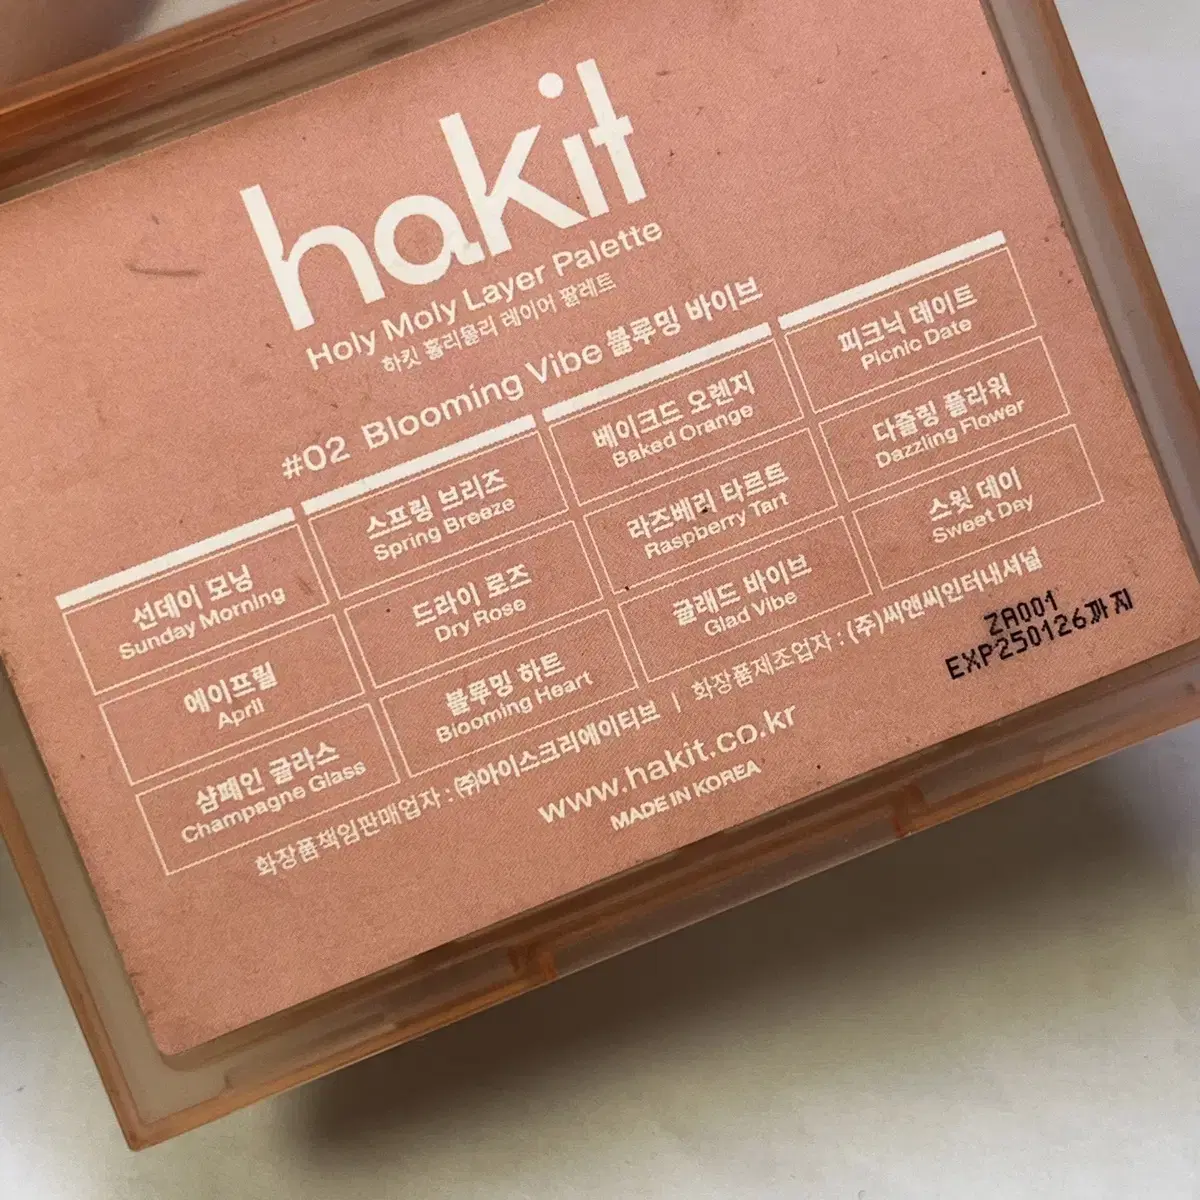 hakit
Holy Moly Layer Palette
하킷 홀리몰리 레이어 팔레트
#02 Blooming Vibe 블루밍 바이브
선데이 모닝
Sunday Morning
스프링 브리즈
Spring Breeze
베이크드 오렌지
Baked Orange
피크닉 데이트
Picnic Date
에이프릴
April
드라이 로즈
Dry Rose
라즈베리 타르트
Raspberry Tart
다즐링 플라워
Dazzling Flower
샴페인 글라스
Champagne Glass
블루밍 하트
Blooming Heart
글래드 바이브
Glad Vibe
스윗 데이
Sweet Day
화장품책임판매업자 : (주)아이스크리에이티브 | 화장품제조업자 : (주)씨앤씨인터내셔널
www.hakit.co.kr
MADE IN KOREA
ZA001
EXP250126까지